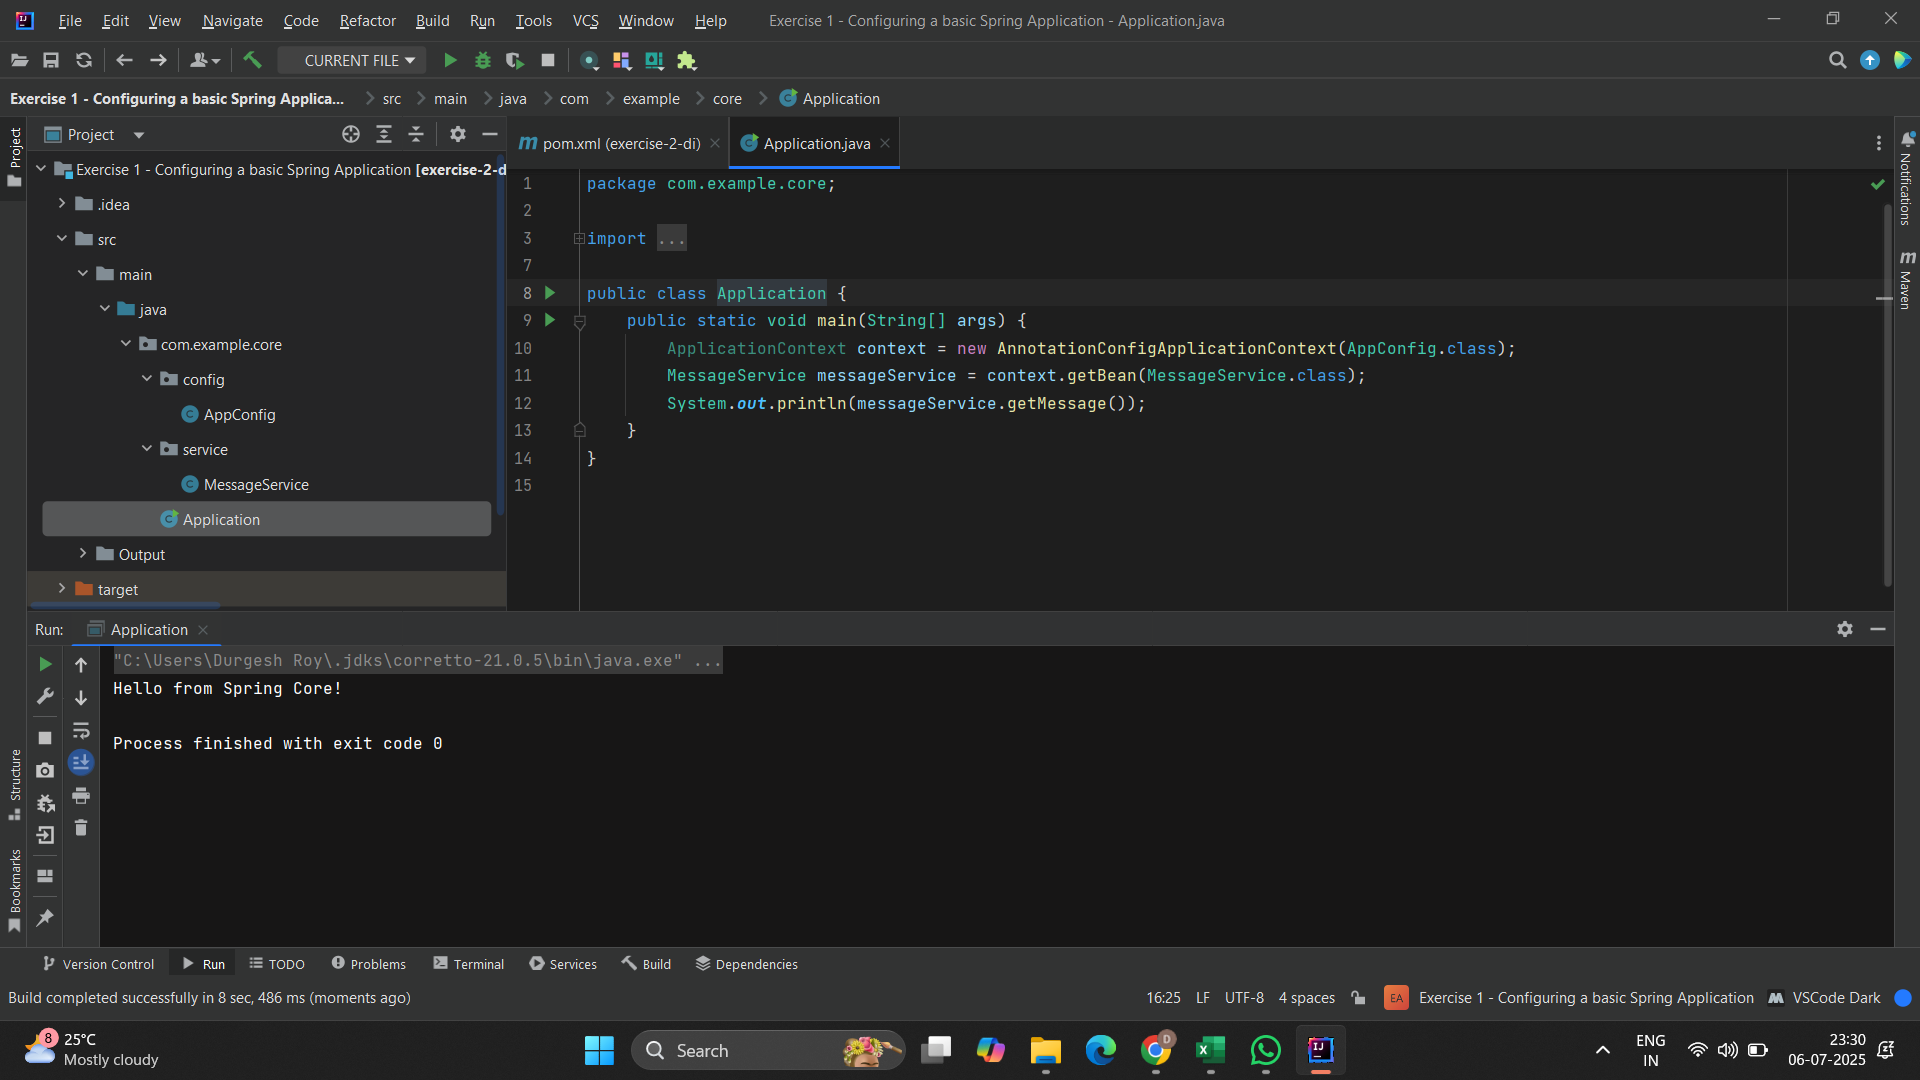 File Edit View Navigate Code Refactor Build Run Tools VCS Window Help Exercise 1 - Configuring a basic Spring Application - Application.java
CURRENT FILE
Exercise 1 - Configuring a basic Spring Applica... src main java com example core Application
Project
pom.xml (exercise-2-di)
Application.java
Project
Exercise 1 - Configuring a basic Spring Application [exercise-2-d
.idea
src
main
java
com.example.core
config
AppConfig
service
MessageService
Application
Output
target
1 package com.example.core;
2
3 import ...
7
8 public class Application {
9 public static void main(String[] args) {
10 ApplicationContext context = new AnnotationConfigApplicationContext(AppConfig.class);
11 MessageService messageService = context.getBean(MessageService.class);
12 System.out.println(messageService.getMessage());
13 }
14 }
15
Notifications
Maven
Run: Application
"C:\Users\Durgesh Roy\.jdks\corretto-21.0.5\bin\java.exe" ...
Hello from Spring Core!
Process finished with exit code 0
Structure
Bookmarks
Version Control Run TODO Problems Terminal Services Build Dependencies
Build completed successfully in 8 sec, 486 ms (moments ago) 16:25 LF UTF-8 4 spaces EA Exercise 1 - Configuring a basic Spring Application VSCode Dark
8
25°C
Mostly cloudy
Search
D
ENG
IN
23:30
06-07-2025